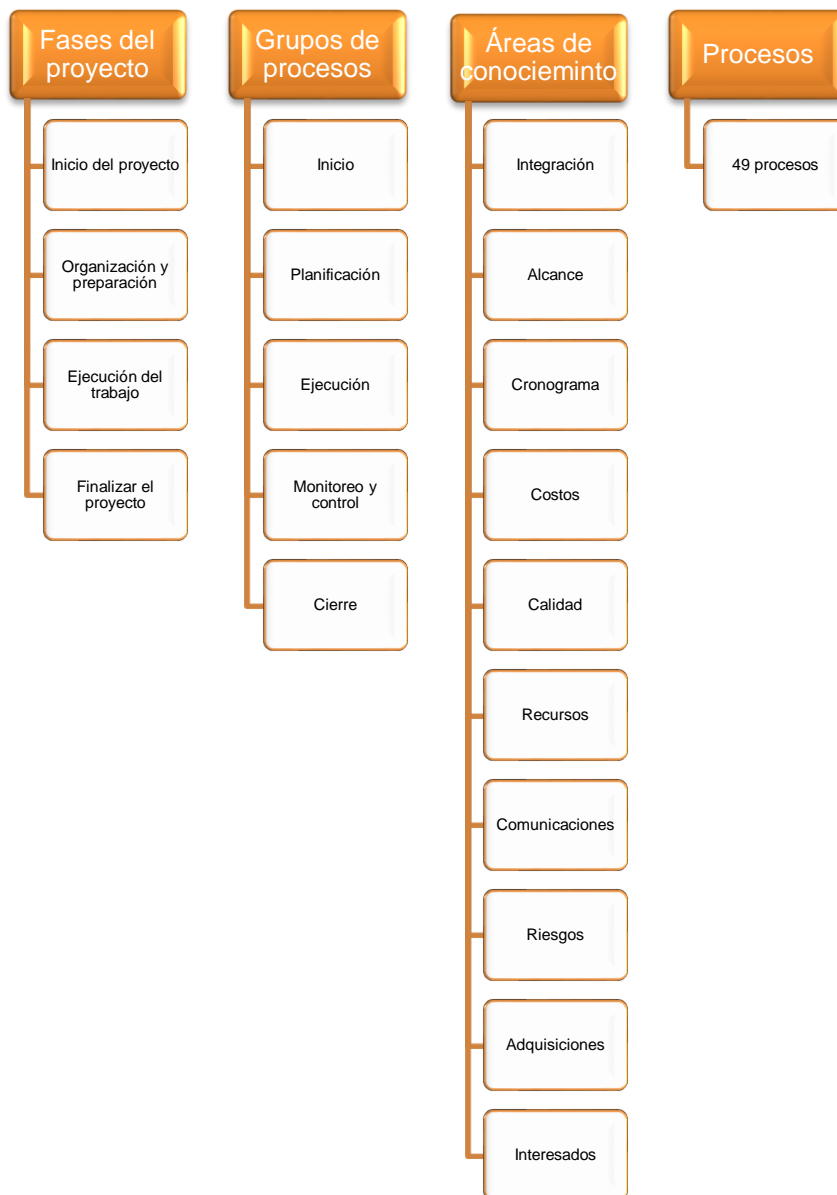 Fases del
proyecto
Inicio del proyecto
Organización y
preparación
Ejecución del
trabajo
Finalizar el
proyecto
Grupos de
procesos
Inicio
Planificación
Ejecución
Monitoreo y
control
Cierre
Áreas de
conocieminto
Integración
Alcance
Cronograma
Costos
Calidad
Recursos
Comunicaciones
Riesgos
Adquisiciones
Interesados
Procesos
49 procesos